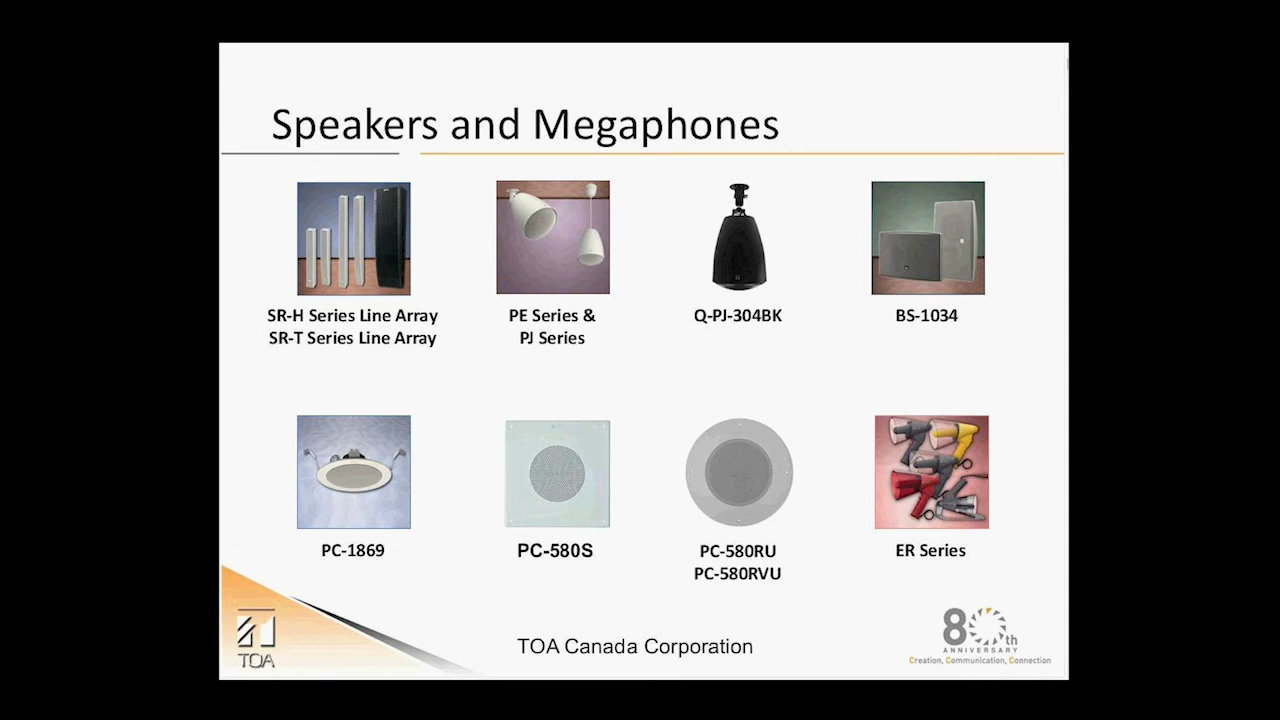 Speakers and Megaphones
SR-H Series Line Array
SR-T Series Line Array
PE Series &
PJ Series
Q-PJ-304BK
BS-1034
PC-1869
PC-580S
PC-580RU
PC-580RVU
ER Series
TOA
TOA Canada Corporation
80th
ANNIVERSARY
Creation, Communication, Connection